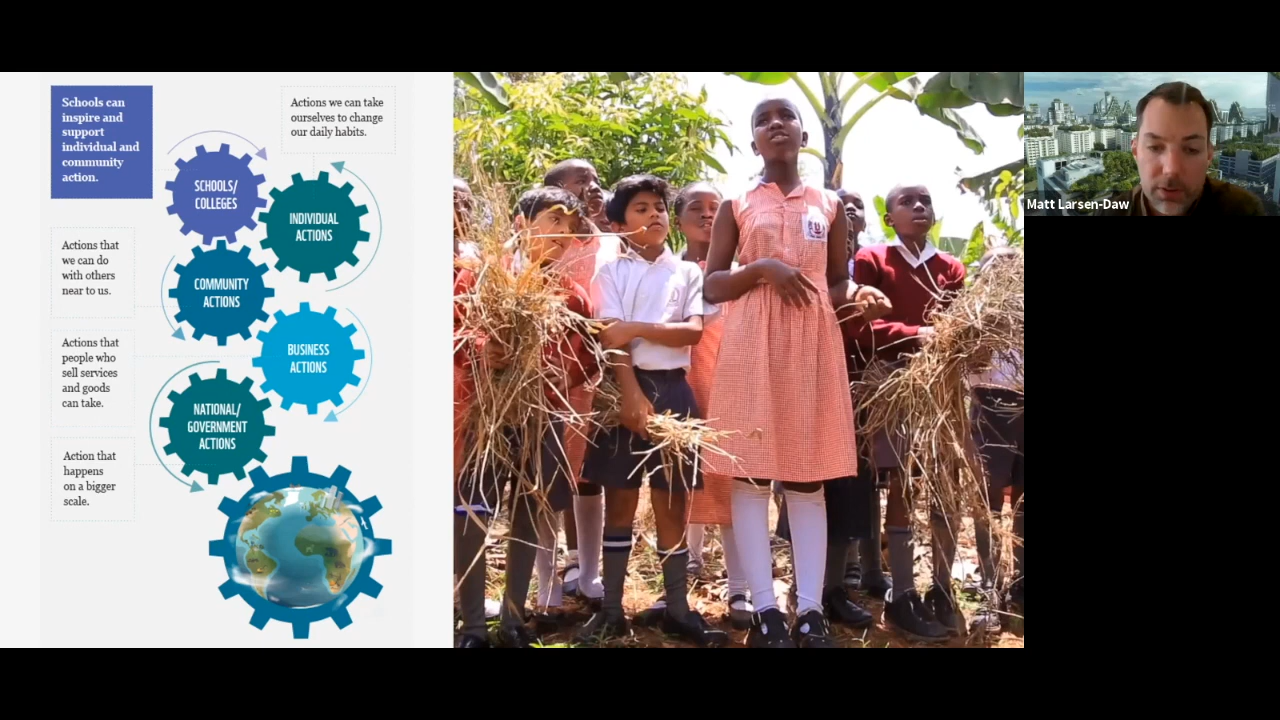 Schools can
inspire and
support
individual and
community
action.
Actions we can take
ourselves to change
our daily habits.
SCHOOLS/
COLLEGES
INDIVIDUAL
ACTIONS
Actions that
we can do
with others
near to us.
COMMUNITY
ACTIONS
Actions that
people who
sell services
and goods
can take.
BUSINESS
ACTIONS
NATIONAL/
GOVERNMENT
ACTIONS
Action that
happens
on a bigger
scale.
Matt Larsen-Daw